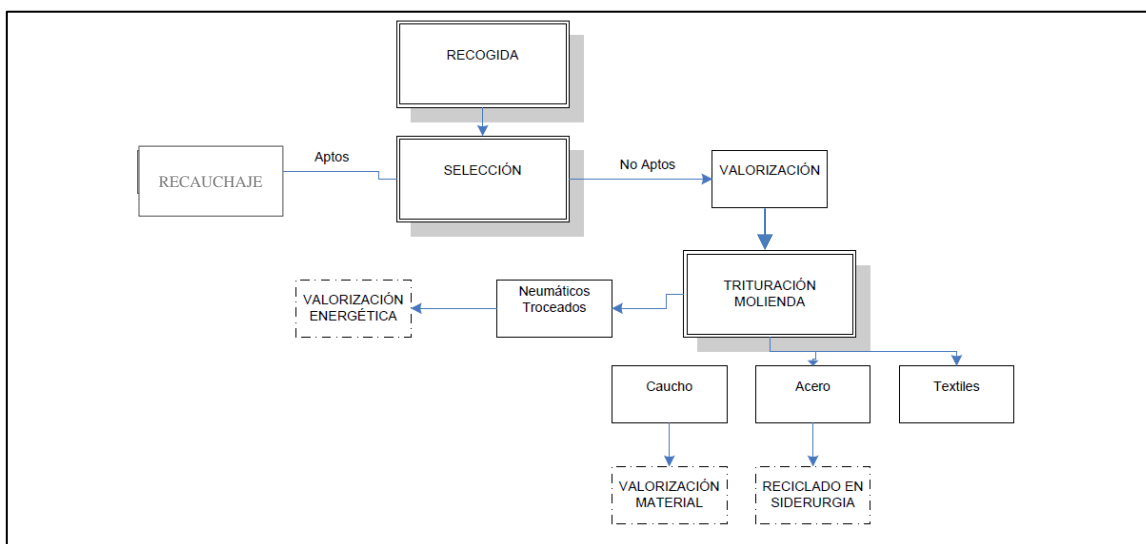 RECOGIDA
Aptos
RECAUCHAJE
SELECCIÓN
No Aptos
VALORIZACIÓN
TRITURACIÓN
MOLIENDA
Neumáticos
Troceados
VALORIZACIÓN
ENERGÉTICA
Caucho
Acero
Textiles
VALORIZACIÓN
MATERIAL
RECICLADO EN
SIDERURGIA